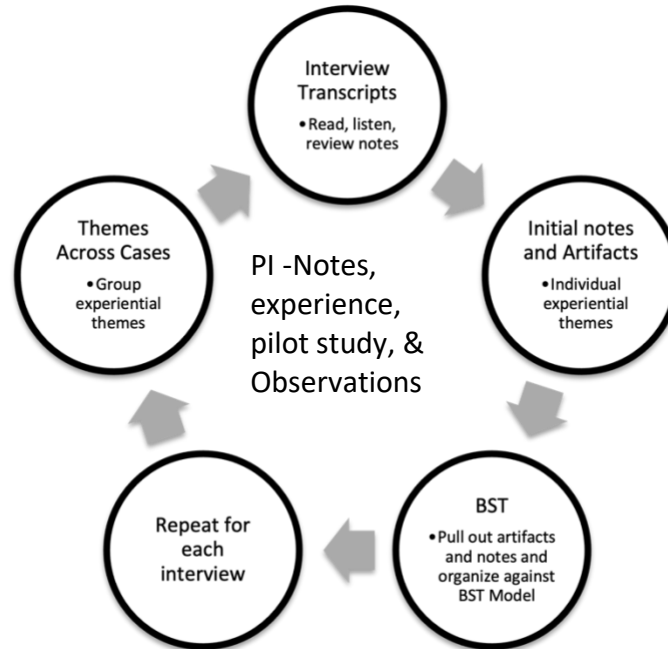 Interview
Transcripts
•Read, listen,
review notes
Initial notes
and Artifacts
•Individual
experiential
themes
BST
•Pull out artifacts
and notes and
organize against
BST Model
Repeat for
each
interview
Themes
Across Cases
•Group
experiential
themes
PI -Notes,
experience,
pilot study, &
Observations